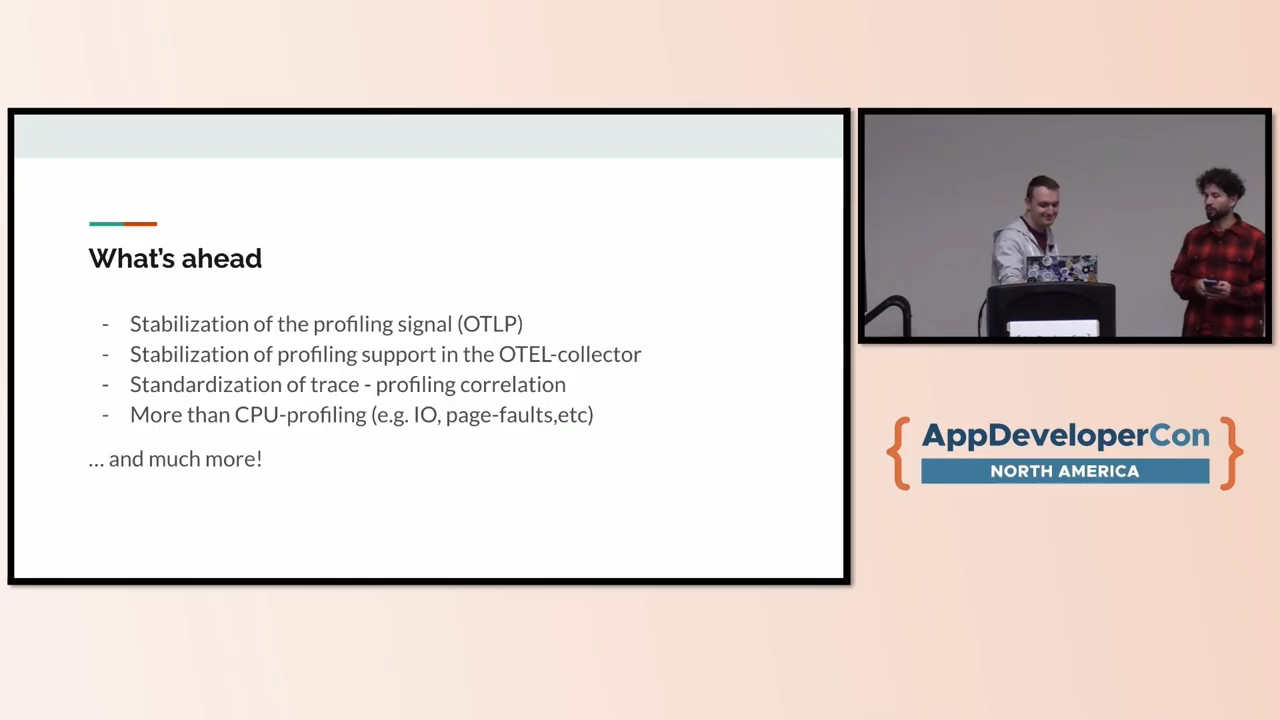 What's ahead
- Stabilization of the profiling signal (OTLP)
- Stabilization of profiling support in the OTEL-collector
- Standardization of trace - profiling correlation
- More than CPU-profiling (e.g. IO, page-faults,etc)
... and much more!
{ AppDeveloperCon }
NORTH AMERICA